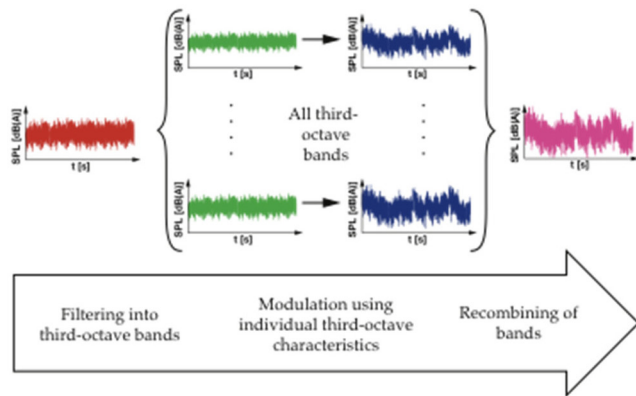 SPL [dB(A)]
t [s]
SPL [dB(A)]
t [s]
SPL [dB(A)]
t [s]
All third-
octave
bands
SPL [dB(A)]
t [s]
SPL [dB(A)]
t [s]
SPL [dB(A)]
t [s]
Filtering into
third-octave bands
Modulation using
individual third-octave
characteristics
Recombining of
bands